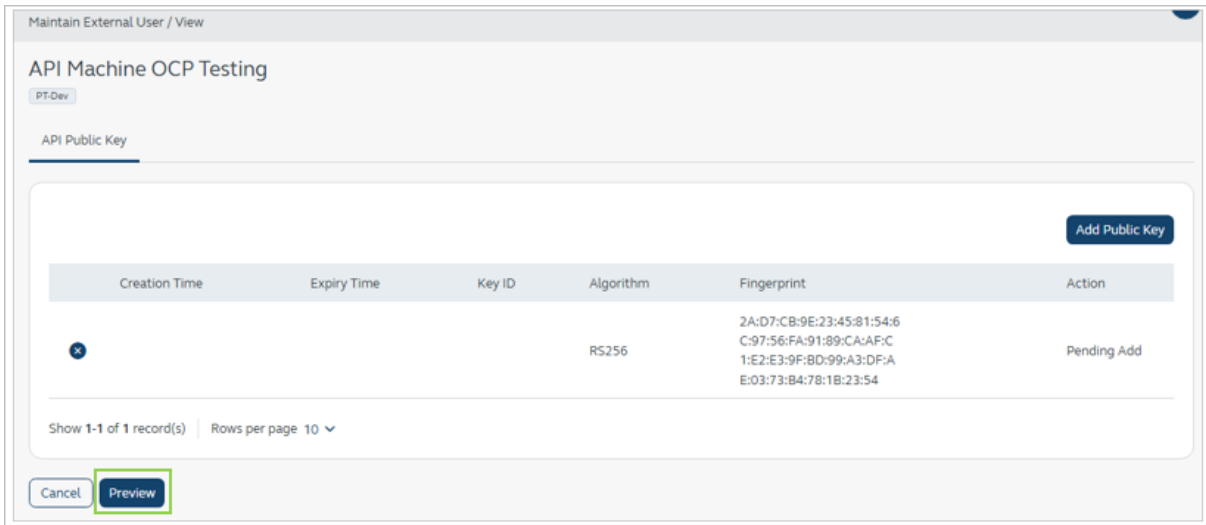 Maintain External User / View
API Machine OCP Testing
PT-Dev
API Public Key
Add Public Key
Creation Time Expiry Time Key ID Algorithm Fingerprint Action
2A:D7:CB:9E:23:45:81:54:6
C:97:56:FA:91:89:CA:AF:C
RS256 Pending Add
1:E2:E3:9F:BD:99:A3:DF:A
E:03:73:B4:78:1B:23:54
Show 1-1 of 1 record(s) Rows per page 10
Cancel Preview